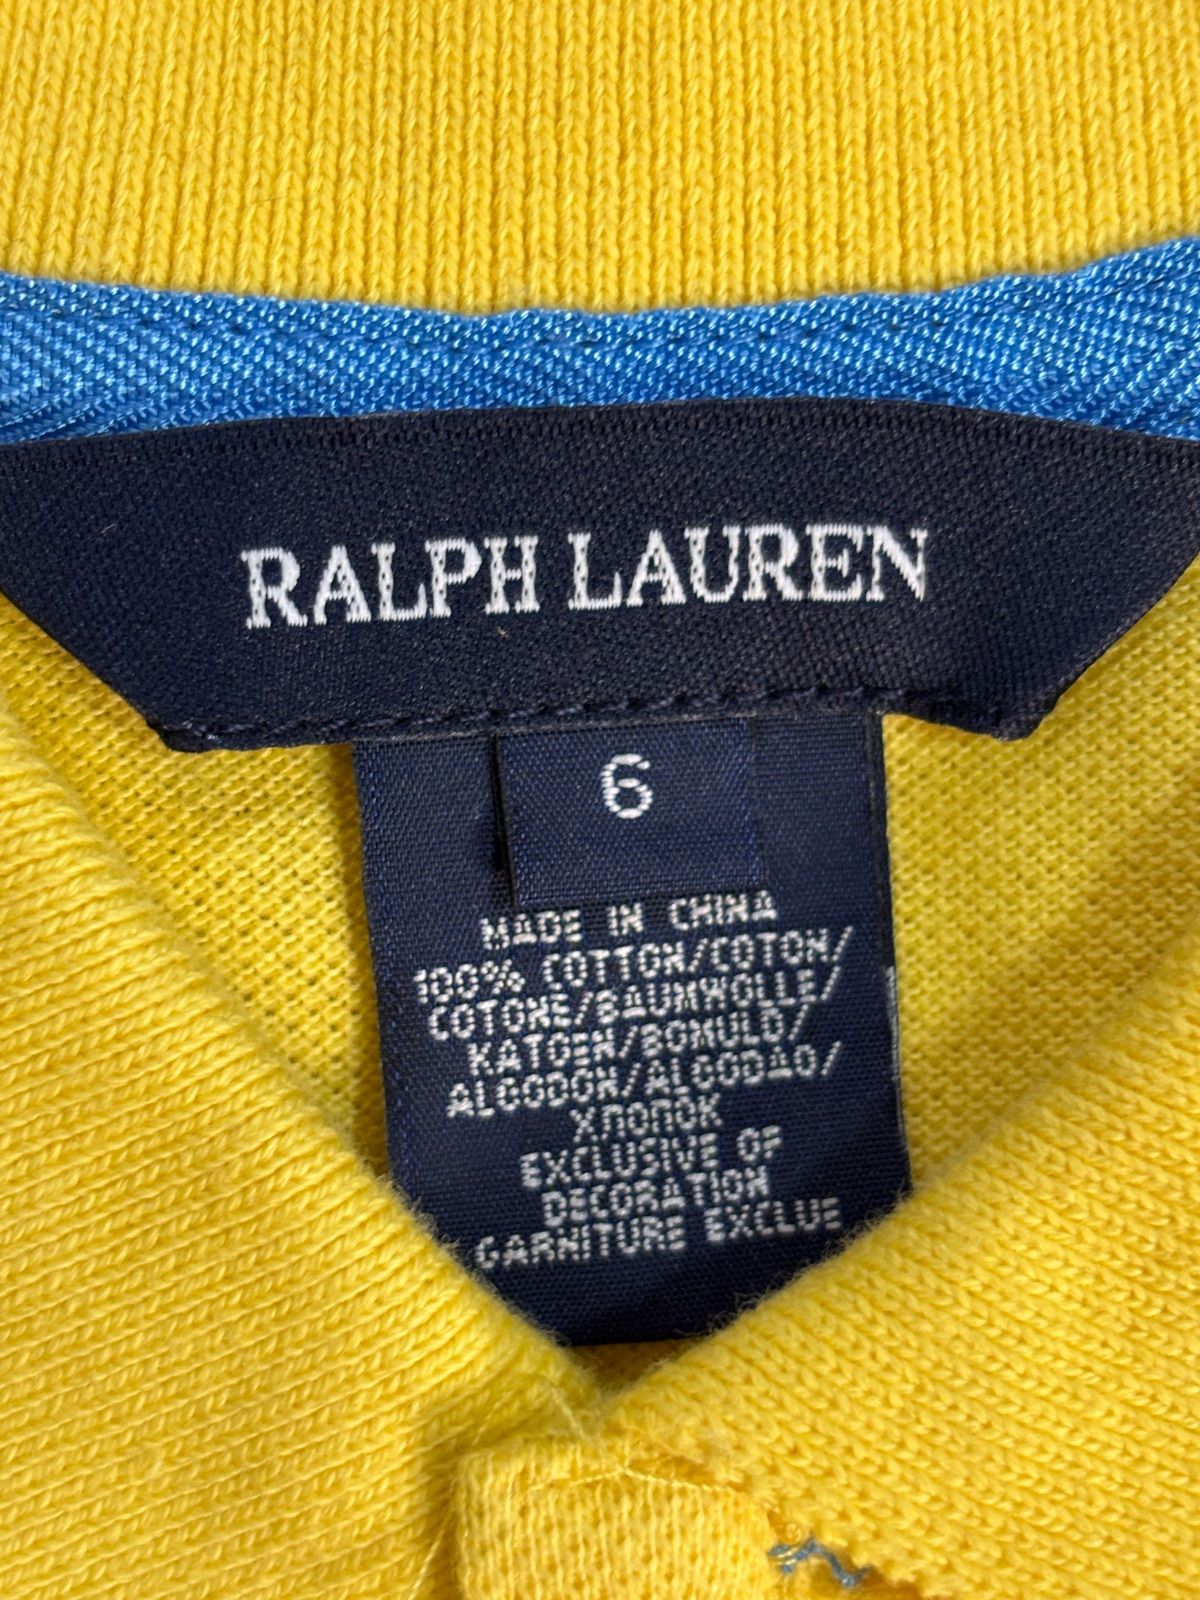 RALPH LAUREN
6
MADE IN CHINA
100% COTTON/COTON/
COTONE/BAUMWOLLE/
KATOEN/BOMULD/
ALGODON/ALGODAO/
ХЛОПОК
EXCLUSIVE OF
DECORATION
GARNITURE EXCLUE